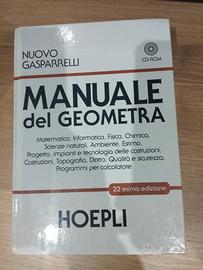 NUOVO
GASPARRELLI
CD-ROM
MANUALE
del GEOMETRA
Matematica, Informatica, Fisica, Chimica,
Scienze naturali, Ambiente, Estimo,
Progetto, impianti e tecnologia delle costruzioni,
Costruzioni, Topografia, Diritto, Qualità e sicurezza,
Programmi per calcolatore
22 esima edizione
HOEPLI